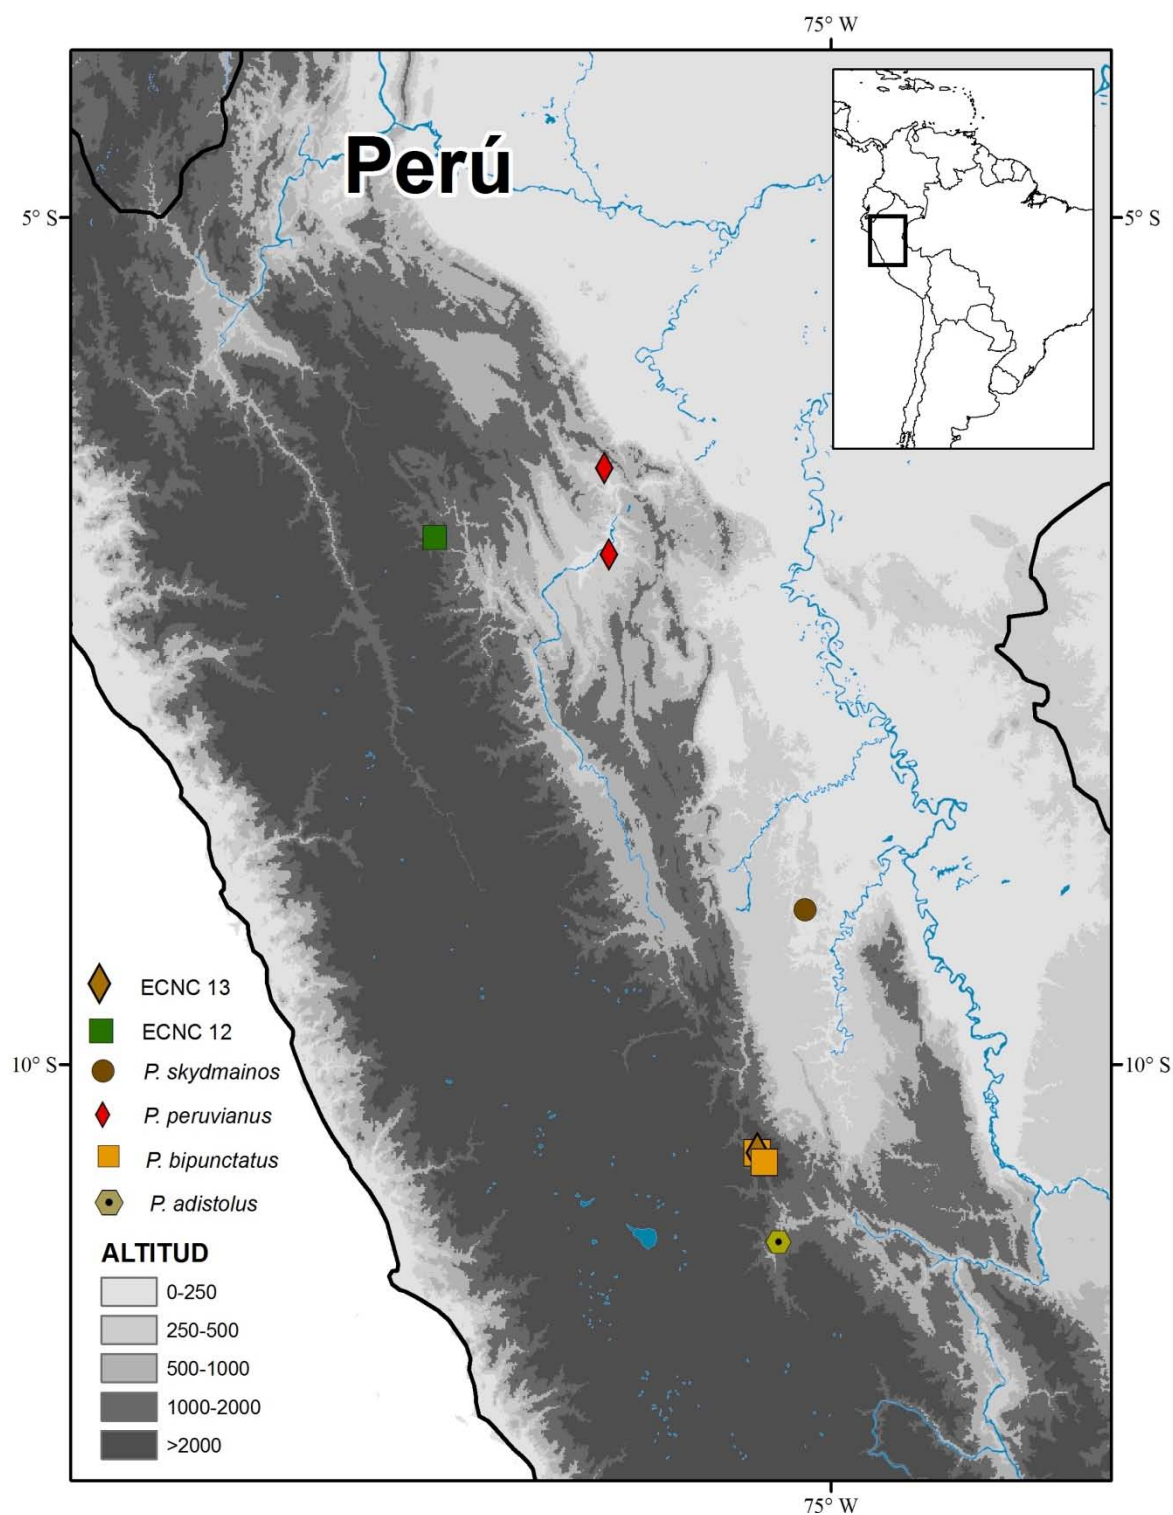 75° W
Perú
5° S
5° S
ECNC 13
ECNC 12
10° S
10° S
P. skydmainos
P. peruvianus
P. bipunctatus
P. adistolus
ALTITUD
0-250
250-500
500-1000
1000-2000
>2000
75° W